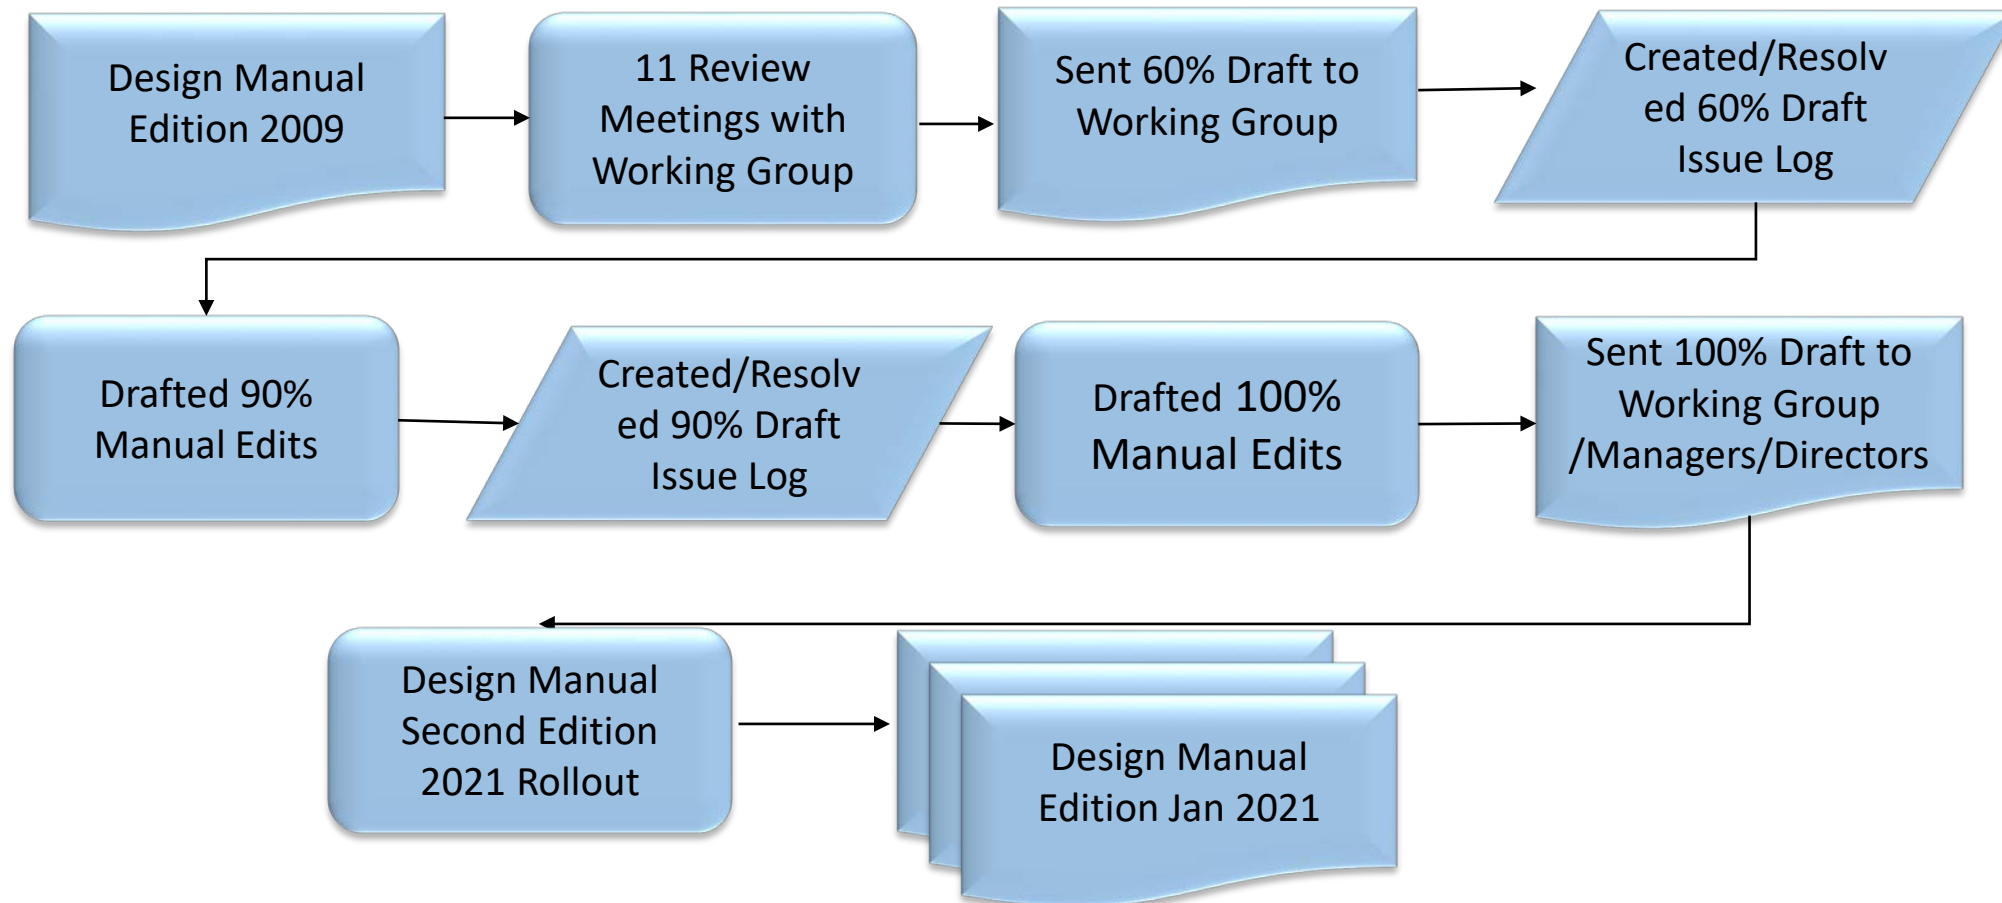 Design Manual
Edition 2009
11 Review
Meetings with
Working Group
Sent 60% Draft to
Working Group
Created/Resolv
ed 60% Draft
Issue Log
Drafted 90%
Manual Edits
Created/Resolv
ed 90% Draft
Issue Log
Drafted 100%
Manual Edits
Sent 100% Draft to
Working Group
/Managers/Directors
Design Manual
Second Edition
2021 Rollout
Design Manual
Edition Jan 2021